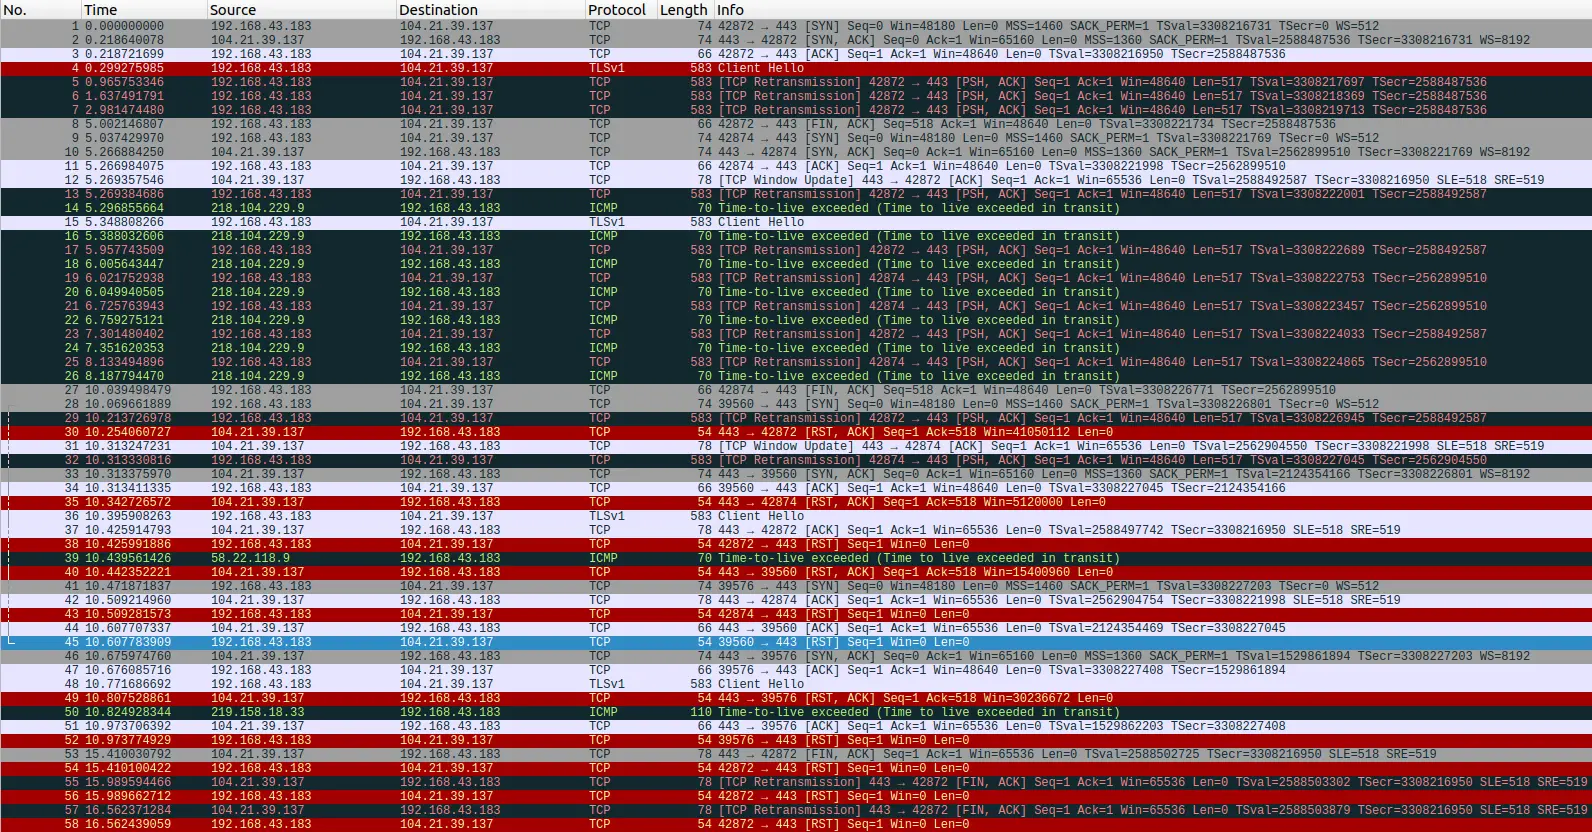 No. Time Source Destination Protocol Length Info
1 0.000000000 192.168.43.183 104.21.39.137 TCP 74 42872 → 443 [SYN] Seq=0 Win=48180 Len=0 MSS=1460 SACK_PERM=1 TSval=3308216731 TSecr=0 WS=512
2 0.218640078 104.21.39.137 192.168.43.183 TCP 74 443 → 42872 [SYN, ACK] Seq=0 Ack=1 Win=65160 Len=0 MSS=1360 SACK_PERM=1 TSval=2588487536 TSecr=3308216731 WS=8192
3 0.218721699 192.168.43.183 104.21.39.137 TCP 66 42872 → 443 [ACK] Seq=1 Ack=1 Win=48640 Len=0 TSval=3308216950 TSecr=2588487536
4 0.299275985 192.168.43.183 104.21.39.137 TLSv1 583 Client Hello
5 0.965753346 192.168.43.183 104.21.39.137 TCP 583 [TCP Retransmission] 42872 → 443 [PSH, ACK] Seq=1 Ack=1 Win=48640 Len=517 TSval=3308217697 TSecr=2588487536
6 1.637491791 192.168.43.183 104.21.39.137 TCP 583 [TCP Retransmission] 42872 → 443 [PSH, ACK] Seq=1 Ack=1 Win=48640 Len=517 TSval=3308218369 TSecr=2588487536
7 2.981474480 192.168.43.183 104.21.39.137 TCP 583 [TCP Retransmission] 42872 → 443 [PSH, ACK] Seq=1 Ack=1 Win=48640 Len=517 TSval=3308219713 TSecr=2588487536
8 5.002146807 192.168.43.183 104.21.39.137 TCP 66 42872 → 443 [FIN, ACK] Seq=518 Ack=1 Win=48640 Len=0 TSval=3308221734 TSecr=2588487536
9 5.037429970 192.168.43.183 104.21.39.137 TCP 74 42874 → 443 [SYN] Seq=0 Win=48180 Len=0 MSS=1460 SACK_PERM=1 TSval=3308221769 TSecr=0 WS=512
10 5.266884250 104.21.39.137 192.168.43.183 TCP 74 443 → 42874 [SYN, ACK] Seq=0 Ack=1 Win=65160 Len=0 MSS=1360 SACK_PERM=1 TSval=2562899510 TSecr=3308221769 WS=8192
11 5.266984075 192.168.43.183 104.21.39.137 TCP 66 42874 → 443 [ACK] Seq=1 Ack=1 Win=48640 Len=0 TSval=3308221998 TSecr=2562899510
12 5.269357546 104.21.39.137 192.168.43.183 TCP 78 [TCP Window Update] 443 → 42872 [ACK] Seq=1 Ack=1 Win=65536 Len=0 TSval=2588492587 TSecr=3308216950 SLE=518 SRE=519
13 5.269384686 192.168.43.183 104.21.39.137 TCP 583 [TCP Retransmission] 42872 → 443 [PSH, ACK] Seq=1 Ack=1 Win=48640 Len=517 TSval=3308222001 TSecr=2588492587
14 5.296855664 218.104.229.9 192.168.43.183 ICMP 70 Time-to-live exceeded (Time to live exceeded in transit)
15 5.348808266 192.168.43.183 104.21.39.137 TLSv1 583 Client Hello
16 5.388032606 218.104.229.9 192.168.43.183 ICMP 70 Time-to-live exceeded (Time to live exceeded in transit)
17 5.957743509 192.168.43.183 104.21.39.137 TCP 583 [TCP Retransmission] 42872 → 443 [PSH, ACK] Seq=1 Ack=1 Win=48640 Len=517 TSval=3308222689 TSecr=2588492587
18 6.005643447 218.104.229.9 192.168.43.183 ICMP 70 Time-to-live exceeded (Time to live exceeded in transit)
19 6.021752938 192.168.43.183 104.21.39.137 TCP 583 [TCP Retransmission] 42874 → 443 [PSH, ACK] Seq=1 Ack=1 Win=48640 Len=517 TSval=3308222753 TSecr=2562899510
20 6.049940505 218.104.229.9 192.168.43.183 ICMP 70 Time-to-live exceeded (Time to live exceeded in transit)
21 6.725763943 192.168.43.183 104.21.39.137 TCP 583 [TCP Retransmission] 42874 → 443 [PSH, ACK] Seq=1 Ack=1 Win=48640 Len=517 TSval=3308223457 TSecr=2562899510
22 6.759275121 218.104.229.9 192.168.43.183 ICMP 70 Time-to-live exceeded (Time to live exceeded in transit)
23 7.301480402 192.168.43.183 104.21.39.137 TCP 583 [TCP Retransmission] 42872 → 443 [PSH, ACK] Seq=1 Ack=1 Win=48640 Len=517 TSval=3308224033 TSecr=2588492587
24 7.351620353 218.104.229.9 192.168.43.183 ICMP 70 Time-to-live exceeded (Time to live exceeded in transit)
25 8.133494896 192.168.43.183 104.21.39.137 TCP 583 [TCP Retransmission] 42874 → 443 [PSH, ACK] Seq=1 Ack=1 Win=48640 Len=517 TSval=3308224865 TSecr=2562899510
26 8.187794470 218.104.229.9 192.168.43.183 ICMP 70 Time-to-live exceeded (Time to live exceeded in transit)
27 10.039498479 192.168.43.183 104.21.39.137 TCP 66 42874 → 443 [FIN, ACK] Seq=518 Ack=1 Win=48640 Len=0 TSval=3308226771 TSecr=2562899510
28 10.069661889 192.168.43.183 104.21.39.137 TCP 74 39560 → 443 [SYN] Seq=0 Win=48180 Len=0 MSS=1460 SACK_PERM=1 TSval=3308226801 TSecr=0 WS=512
29 10.213726978 192.168.43.183 104.21.39.137 TCP 583 [TCP Retransmission] 42872 → 443 [PSH, ACK] Seq=1 Ack=1 Win=48640 Len=517 TSval=3308226945 TSecr=2588492587
30 10.254060727 104.21.39.137 192.168.43.183 TCP 54 443 → 42872 [RST, ACK] Seq=1 Ack=518 Win=41050112 Len=0
31 10.313247231 104.21.39.137 192.168.43.183 TCP 78 [TCP Window Update] 443 → 42874 [ACK] Seq=1 Ack=1 Win=65536 Len=0 TSval=2562904550 TSecr=3308221998 SLE=518 SRE=519
32 10.313330816 192.168.43.183 104.21.39.137 TCP 583 [TCP Retransmission] 42874 → 443 [PSH, ACK] Seq=1 Ack=1 Win=48640 Len=517 TSval=3308227045 TSecr=2562904550
33 10.313375976 104.21.39.137 192.168.43.183 TCP 74 443 → 39560 [SYN, ACK] Seq=0 Ack=1 Win=65160 Len=0 MSS=1360 SACK_PERM=1 TSval=2124354166 TSecr=3308226801 WS=8192
34 10.313411335 192.168.43.183 104.21.39.137 TCP 66 39560 → 443 [ACK] Seq=1 Ack=1 Win=48640 Len=0 TSval=3308227045 TSecr=2124354166
35 10.342726572 104.21.39.137 192.168.43.183 TCP 54 443 → 42874 [RST, ACK] Seq=1 Ack=518 Win=5120000 Len=0
36 10.395908263 192.168.43.183 104.21.39.137 TLSv1 583 Client Hello
37 10.425914793 104.21.39.137 192.168.43.183 TCP 78 443 → 42872 [ACK] Seq=1 Ack=1 Win=65536 Len=0 TSval=2588497742 TSecr=3308216950 SLE=518 SRE=519
38 10.425991886 192.168.43.183 104.21.39.137 TCP 54 42872 → 443 [RST] Seq=1 Win=0 Len=0
39 10.439561426 58.22.118.9 192.168.43.183 ICMP 70 Time-to-live exceeded (Time to live exceeded in transit)
40 10.442352221 104.21.39.137 192.168.43.183 TCP 54 443 → 39560 [RST, ACK] Seq=1 Ack=518 Win=15400960 Len=0
41 10.471871837 192.168.43.183 104.21.39.137 TCP 74 39576 → 443 [SYN] Seq=0 Win=48180 Len=0 MSS=1460 SACK_PERM=1 TSval=3308227203 TSecr=0 WS=512
42 10.509214960 104.21.39.137 192.168.43.183 TCP 78 443 → 42874 [ACK] Seq=1 Ack=1 Win=65536 Len=0 TSval=2562904754 TSecr=3308221998 SLE=518 SRE=519
43 10.509281573 192.168.43.183 104.21.39.137 TCP 54 42874 → 443 [RST] Seq=1 Win=0 Len=0
44 10.607707337 104.21.39.137 192.168.43.183 TCP 66 443 → 39560 [ACK] Seq=1 Ack=1 Win=65536 Len=0 TSval=2124354469 TSecr=3308227045
45 10.607783909 192.168.43.183 104.21.39.137 TCP 54 39560 → 443 [RST] Seq=1 Win=0 Len=0
46 10.675974760 104.21.39.137 192.168.43.183 TCP 74 443 → 39576 [SYN, ACK] Seq=0 Ack=1 Win=65160 Len=0 MSS=1360 SACK_PERM=1 TSval=1529861894 TSecr=3308227203 WS=8192
47 10.676085716 192.168.43.183 104.21.39.137 TCP 66 39576 → 443 [ACK] Seq=1 Ack=1 Win=48640 Len=0 TSval=3308227408 TSecr=1529861894
48 10.771686692 192.168.43.183 104.21.39.137 TLSv1 583 Client Hello
49 10.807528861 104.21.39.137 192.168.43.183 TCP 54 443 → 39576 [RST, ACK] Seq=1 Ack=518 Win=30236672 Len=0
50 10.824928344 219.158.18.33 192.168.43.183 ICMP 110 Time-to-live exceeded (Time to live exceeded in transit)
51 10.973706392 104.21.39.137 192.168.43.183 TCP 66 443 → 39576 [ACK] Seq=1 Ack=1 Win=65536 Len=0 TSval=1529862203 TSecr=3308227408
52 10.973774929 192.168.43.183 104.21.39.137 TCP 54 39576 → 443 [RST] Seq=1 Win=0 Len=0
53 15.410030792 104.21.39.137 192.168.43.183 TCP 78 443 → 42872 [FIN, ACK] Seq=1 Ack=1 Win=65536 Len=0 TSval=2588502725 TSecr=3308216950 SLE=518 SRE=519
54 15.410100422 192.168.43.183 104.21.39.137 TCP 54 42872 → 443 [RST] Seq=1 Win=0 Len=0
55 15.989594466 104.21.39.137 192.168.43.183 TCP 78 [TCP Retransmission] 443 → 42872 [FIN, ACK] Seq=1 Ack=1 Win=65536 Len=0 TSval=2588503302 TSecr=3308216950 SLE=518 SRE=519
56 15.989662712 192.168.43.183 104.21.39.137 TCP 54 42872 → 443 [RST] Seq=1 Win=0 Len=0
57 16.562371284 104.21.39.137 192.168.43.183 TCP 78 [TCP Retransmission] 443 → 42872 [FIN, ACK] Seq=1 Ack=1 Win=65536 Len=0 TSval=2588503879 TSecr=3308216950 SLE=518 SRE=519
58 16.562439059 192.168.43.183 104.21.39.137 TCP 54 42872 → 443 [RST] Seq=1 Win=0 Len=0